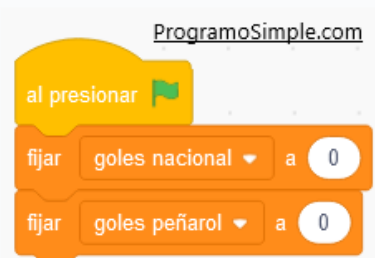 ProgramoSimple.com
al presionar
fijar goles nacional a 0
fijar goles peñarol a 0